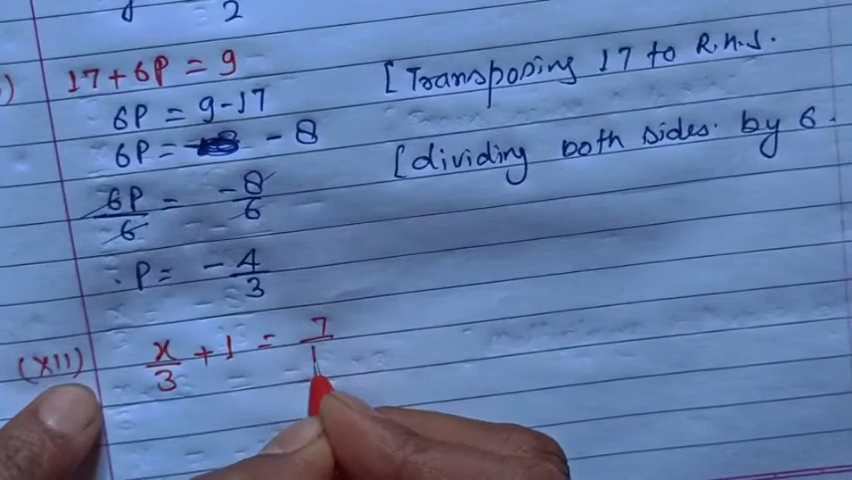 2
17+6P = 9 [Transposing 17 to R.H.S.
6P = 9-17
6P = - 8 [dividing both sides. by 6.
6P/6 = -8/6
P = -4/3
(XII) x/3 + 1 = 7/1